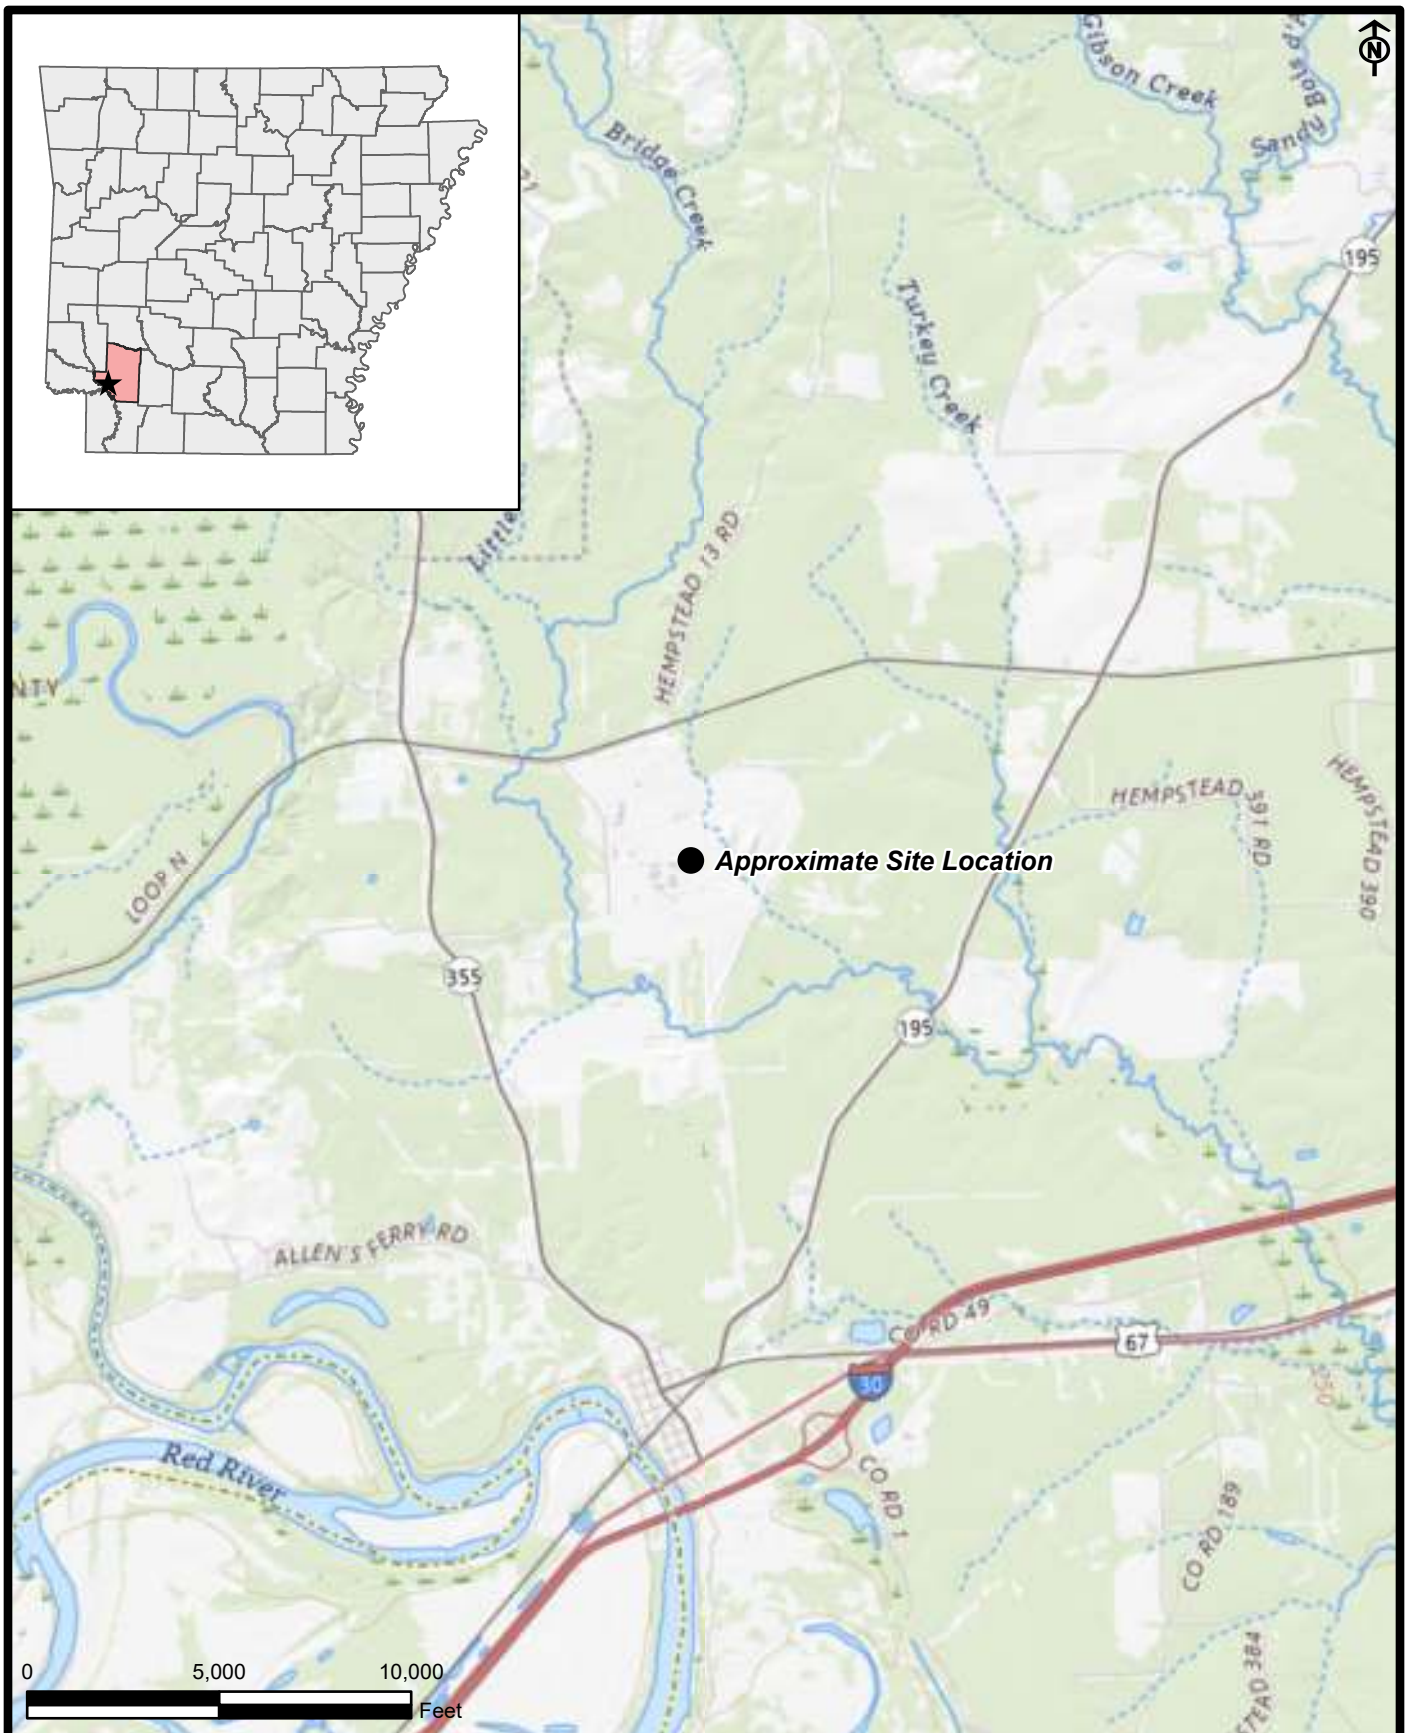 N
Gibson Creek
d'Bois
Sandy
Bridge Creek
195
Turkey Creek
Little
HEMPSTEAD 13 RD
NTY
HEMPSTEAD 391 RD
HEMPSTEAD 390
Approximate Site Location
LOOP N
355
195
ALLEN'S FERRY RD
CO RD 49
67
30
250
Red River
CO RD 1
CO RD 189
TEAD 384
0 5,000 10,000
Feet